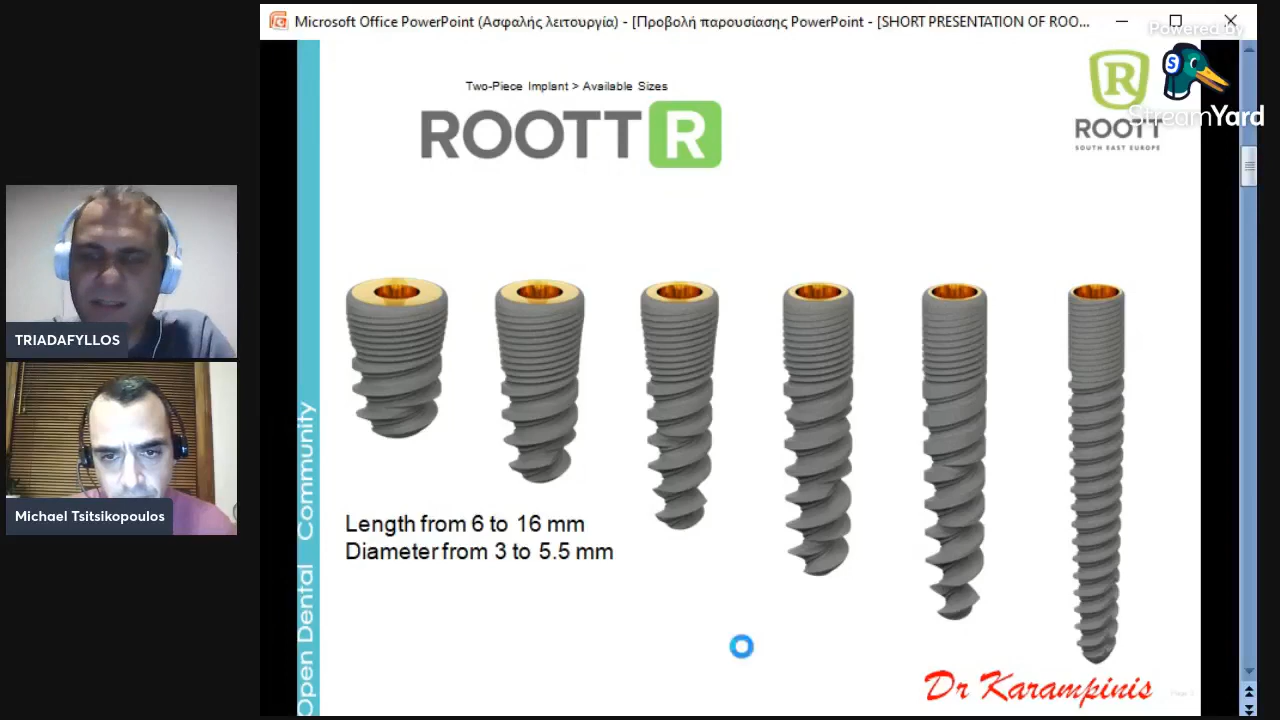 Microsoft Office PowerPoint (Ασφαλής λειτουργία) - [Προβολή παρουσίασης PowerPoint - [SHORT PRESENTATION OF ROO...
Powered by
StreamYard
Two-Piece Implant > Available Sizes
ROOTT R
R
ROOTT
SOUTH EAST EUROPE
TRIADAFYLLOS
Michael Tsitsikopoulos
Open Dental Community
Length from 6 to 16 mm
Diameter from 3 to 5.5 mm
Dr Karampinis